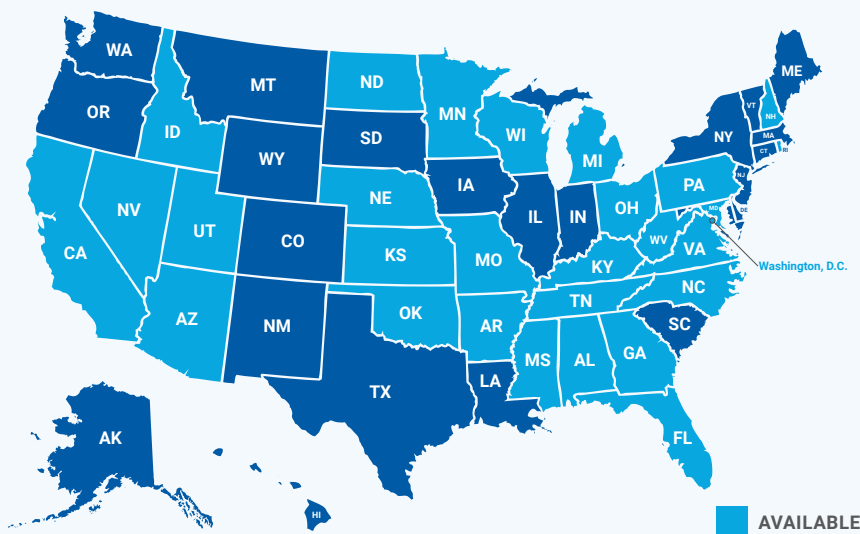 WA
MT
ND
MN
ME
OR
ID
SD
WI
VT
NH
NY
MA
WY
MI
CT
RI
IA
PA
NJ
NE
NV
UT
CO
IL
IN
OH
MD
DE
CA
KS
MO
WV
VA
KY
Washington, D.C.
NC
TN
AZ
NM
OK
AR
SC
MS
AL
GA
TX
LA
AK
FL
HI
AVAILABLE